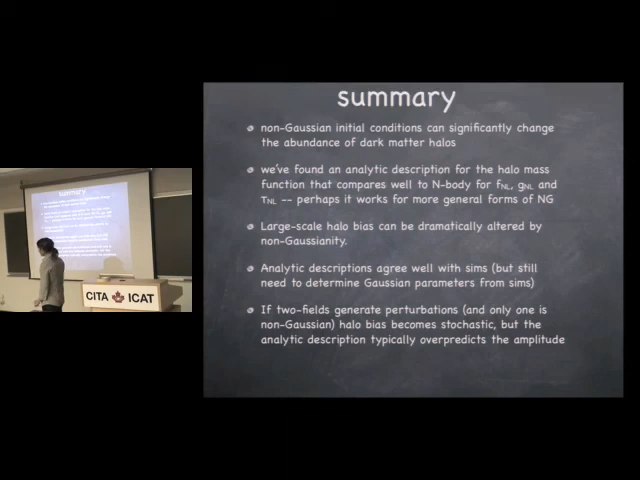 summary
non-Gaussian initial conditions can significantly change
the abundance of dark matter halos
we've found an analytic description for the halo mass
function that compares well to N-body for fNL, gNL and
τNL -- perhaps it works for more general forms of NG
Large-scale halo bias can be dramatically altered by
non-Gaussianity.
Analytic descriptions agree well with sims (but still
need to determine Gaussian parameters from sims)
If two-fields generate perturbations (and only one is
non-Gaussian) halo bias becomes stochastic, but the
analytic description typically overpredicts the amplitude
summary
CITA ICAT